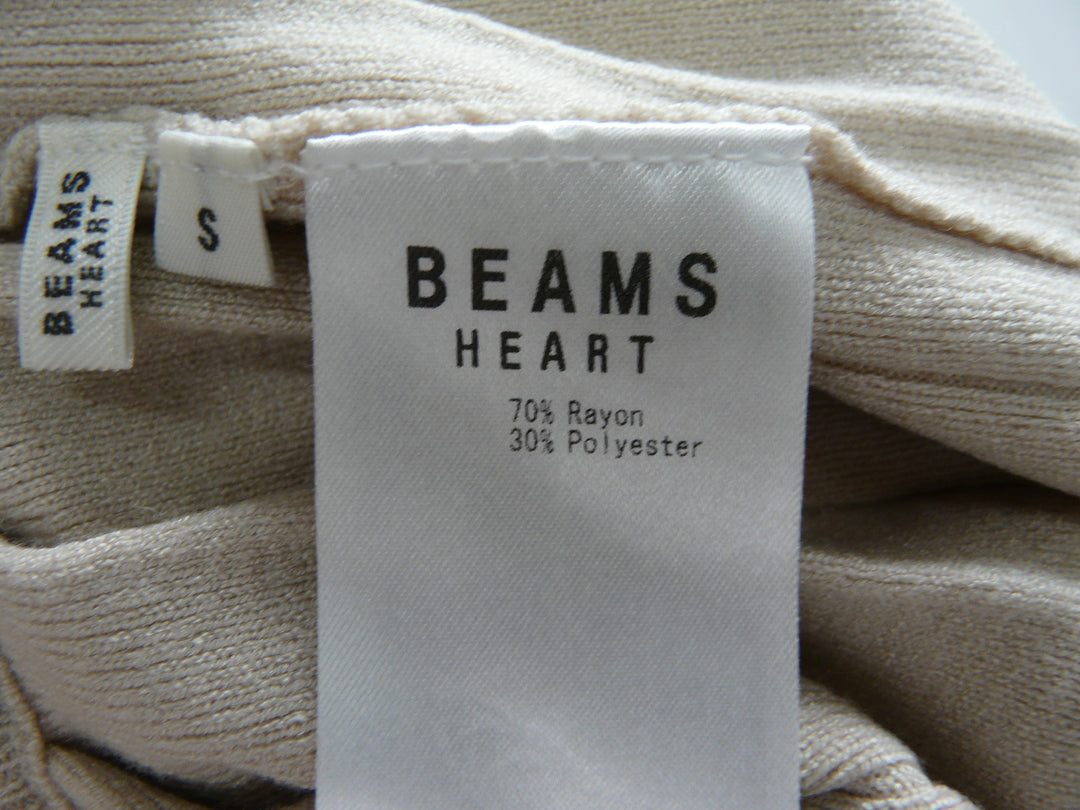 BEAMS
HEART
S
BEAMS
HEART
70% Rayon
30% Polyester